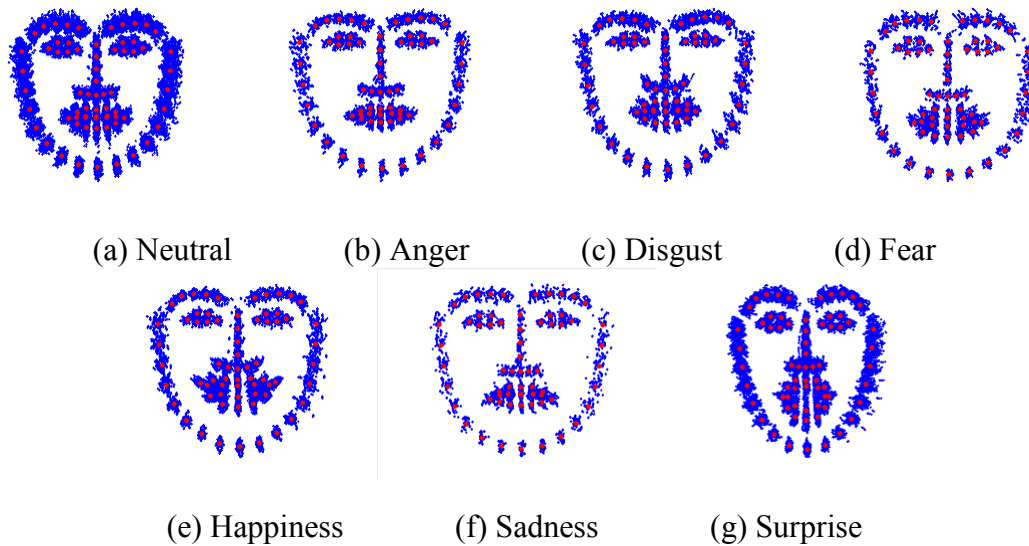 (a) Neutral (b) Anger (c) Disgust (d) Fear
(e) Happiness (f) Sadness (g) Surprise